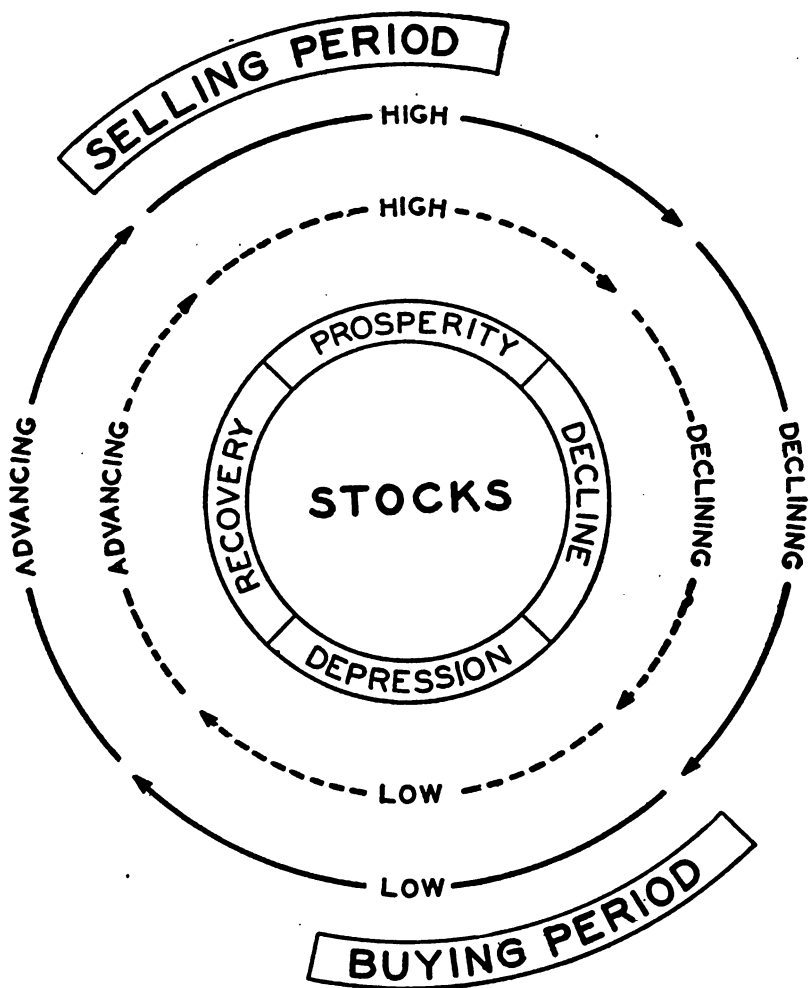 SELLING PERIOD
HIGH
HIGH
PROSPERITY
ADVANCING
ADVANCING
RECOVERY
STOCKS
DECLINE
DECLINING
DECLINING
DEPRESSION
LOW
LOW
BUYING PERIOD